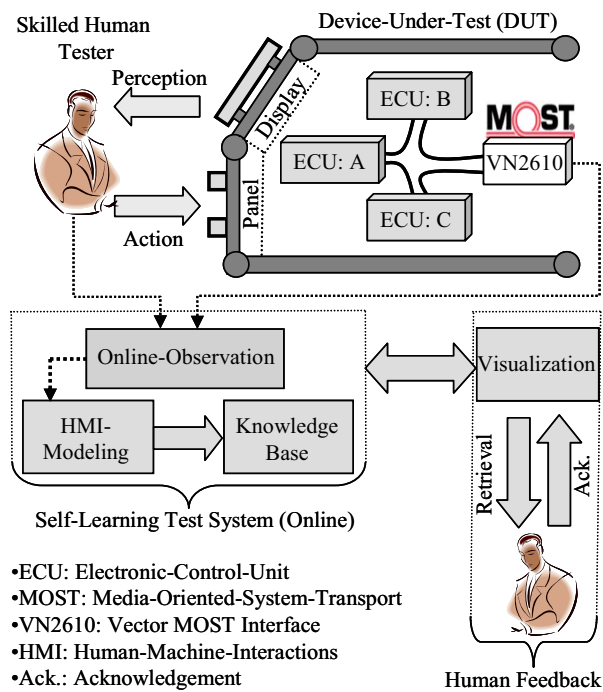 Skilled Human
Tester
Device-Under-Test (DUT)
Perception
Display
ECU: B
MOST
ECU: A
VN2610
Panel
ECU: C
Action
Online-Observation
Visualization
HMI-
Modeling
Knowledge
Base
Retrieval
Ack.
Self-Learning Test System (Online)
•ECU: Electronic-Control-Unit
•MOST: Media-Oriented-System-Transport
•VN2610: Vector MOST Interface
•HMI: Human-Machine-Interactions
•Ack.: Acknowledgement
Human Feedback